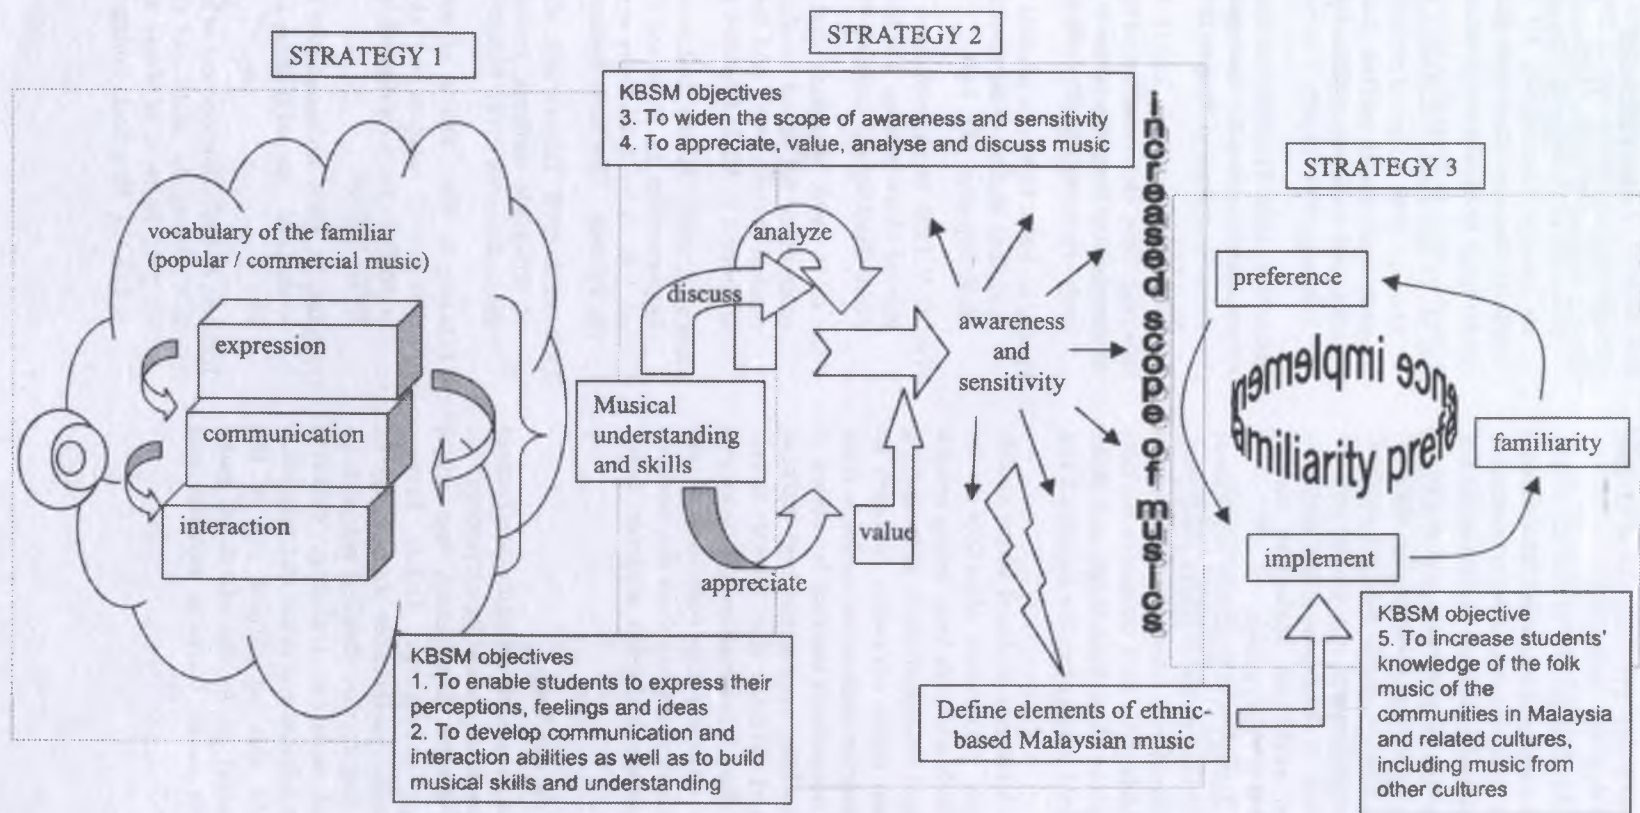 STRATEGY 1
vocabulary of the familiar
(popular / commercial music)
expression
communication
interaction
KBSM objectives
1. To enable students to express their
perceptions, feelings and ideas
2. To develop communication and
interaction abilities as well as to build
musical skills and understanding
STRATEGY 2
KBSM objectives
3. To widen the scope of awareness and sensitivity
4. To appreciate, value, analyse and discuss music
analyze
discuss
Musical
understanding
and skills
appreciate
value
awareness
and
sensitivity
increased scope of musics
Define elements of ethnic-
based Malaysian music
STRATEGY 3
preference
familiarity
implement
ence implemen
amiliarity prefe
KBSM objective
5. To increase students'
knowledge of the folk
music of the
communities in Malaysia
and related cultures,
including music from
other cultures